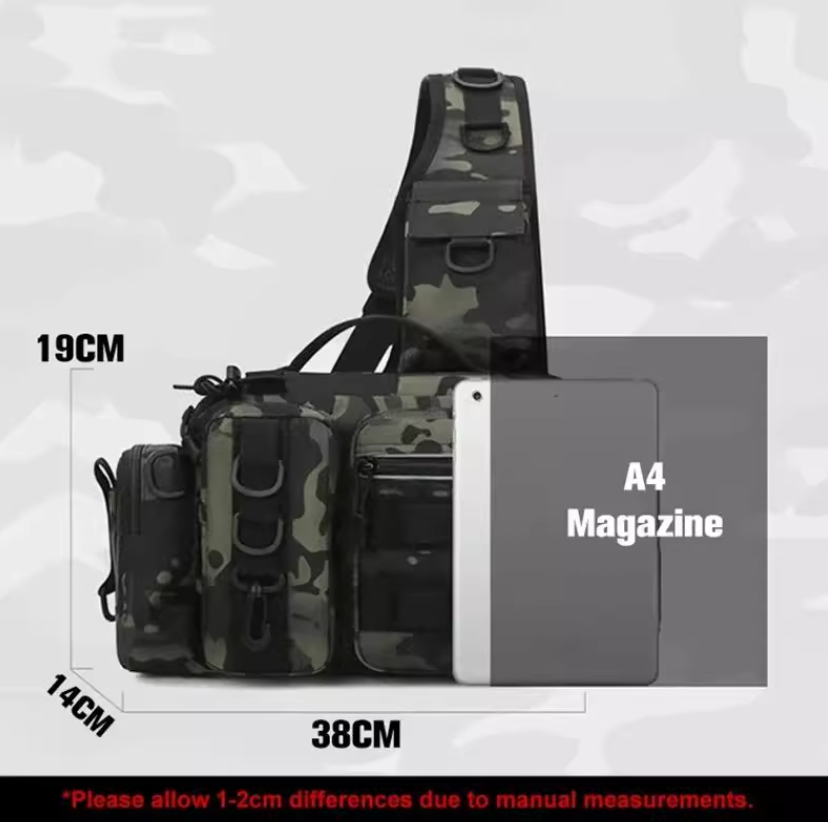 19CM
A4
Magazine
14CM
38CM
*Please allow 1-2cm differences due to manual measurements.